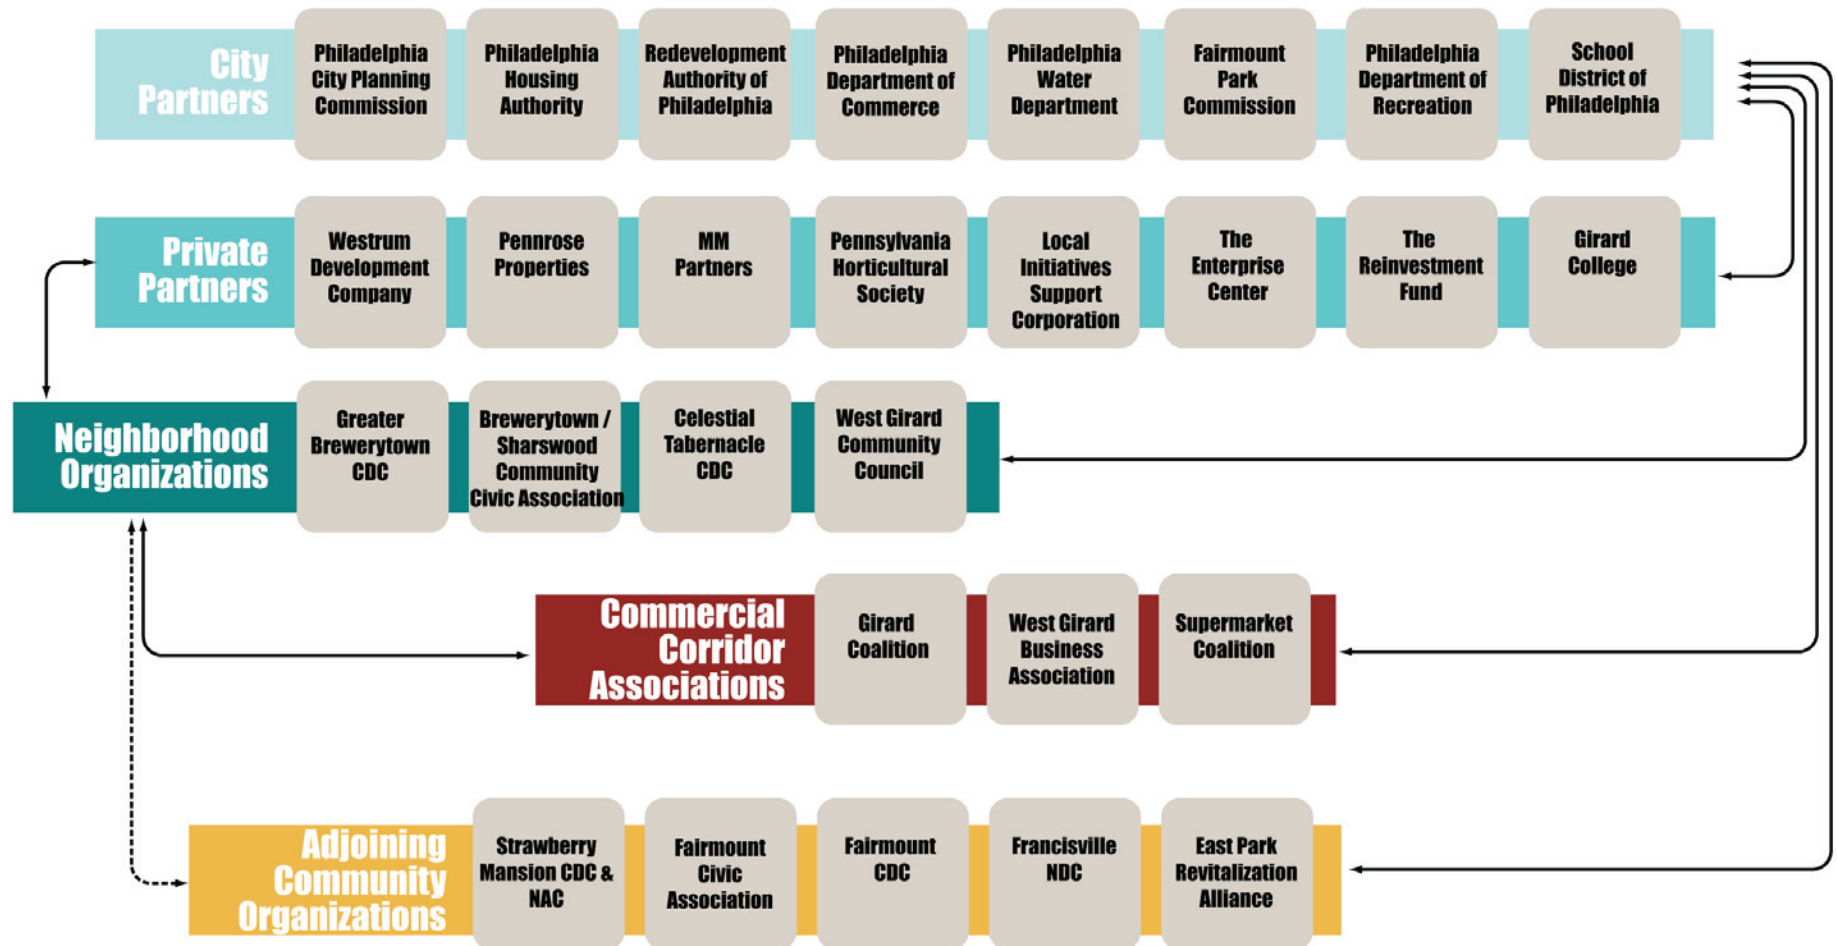 City
Partners
Philadelphia
City Planning
Commission
Philadelphia
Housing
Authority
Redevelopment
Authority of
Philadelphia
Philadelphia
Department of
Commerce
Philadelphia
Water
Department
Fairmount
Park
Commission
Philadelphia
Department of
Recreation
School
District of
Philadelphia
Private
Partners
Westrum
Development
Company
Pennrose
Properties
MM
Partners
Pennsylvania
Horticultural
Society
Local
Initiatives
Support
Corporation
The
Enterprise
Center
The
Reinvestment
Fund
Girard
College
Neighborhood
Organizations
Greater
Brewerytown
CDC
Brewerytown /
Sharswood
Community
Civic Association
Celestial
Tabernacle
CDC
West Girard
Community
Council
Commercial
Corridor
Associations
Girard
Coalition
West Girard
Business
Association
Supermarket
Coalition
Adjoining
Community
Organizations
Strawberry
Mansion CDC &
NAC
Fairmount
Civic
Association
Fairmount
CDC
Francisville
NDC
East Park
Revitalization
Alliance